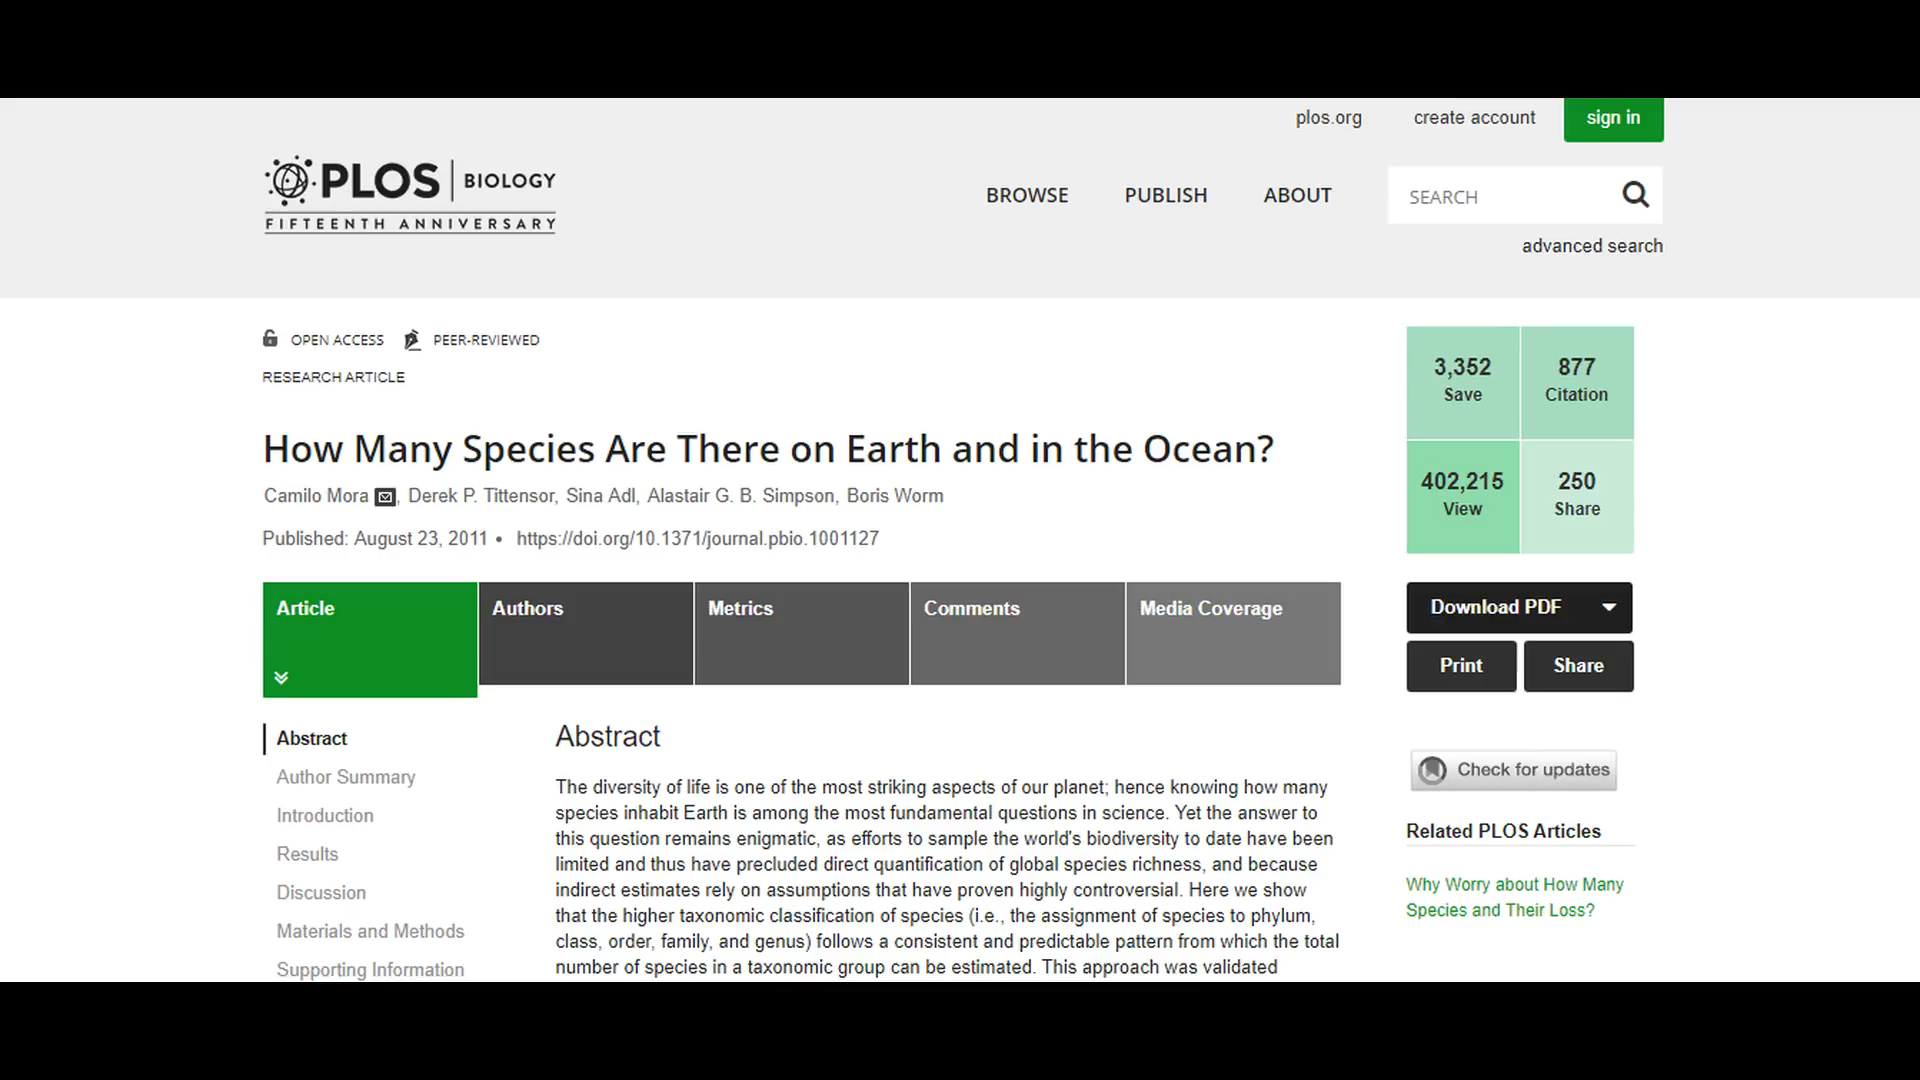 plos.org create account sign in
PLOS BIOLOGY
FIFTEENTH ANNIVERSARY
BROWSE PUBLISH ABOUT SEARCH
advanced search
OPEN ACCESS PEER-REVIEWED
RESEARCH ARTICLE
How Many Species Are There on Earth and in the Ocean?
Camilo Mora , Derek P. Tittensor, Sina Adl, Alastair G. B. Simpson, Boris Worm
Published: August 23, 2011 • https://doi.org/10.1371/journal.pbio.1001127
3,352 877
Save Citation
402,215 250
View Share
Article Authors Metrics Comments Media Coverage
Download PDF
Print Share
Abstract
Author Summary
Introduction
Results
Discussion
Materials and Methods
Supporting Information
Abstract
The diversity of life is one of the most striking aspects of our planet; hence knowing how many
species inhabit Earth is among the most fundamental questions in science. Yet the answer to
this question remains enigmatic, as efforts to sample the world's biodiversity to date have been
limited and thus have precluded direct quantification of global species richness, and because
indirect estimates rely on assumptions that have proven highly controversial. Here we show
that the higher taxonomic classification of species (i.e., the assignment of species to phylum,
class, order, family, and genus) follows a consistent and predictable pattern from which the total
number of species in a taxonomic group can be estimated. This approach was validated
Check for updates
Related PLOS Articles
Why Worry about How Many
Species and Their Loss?